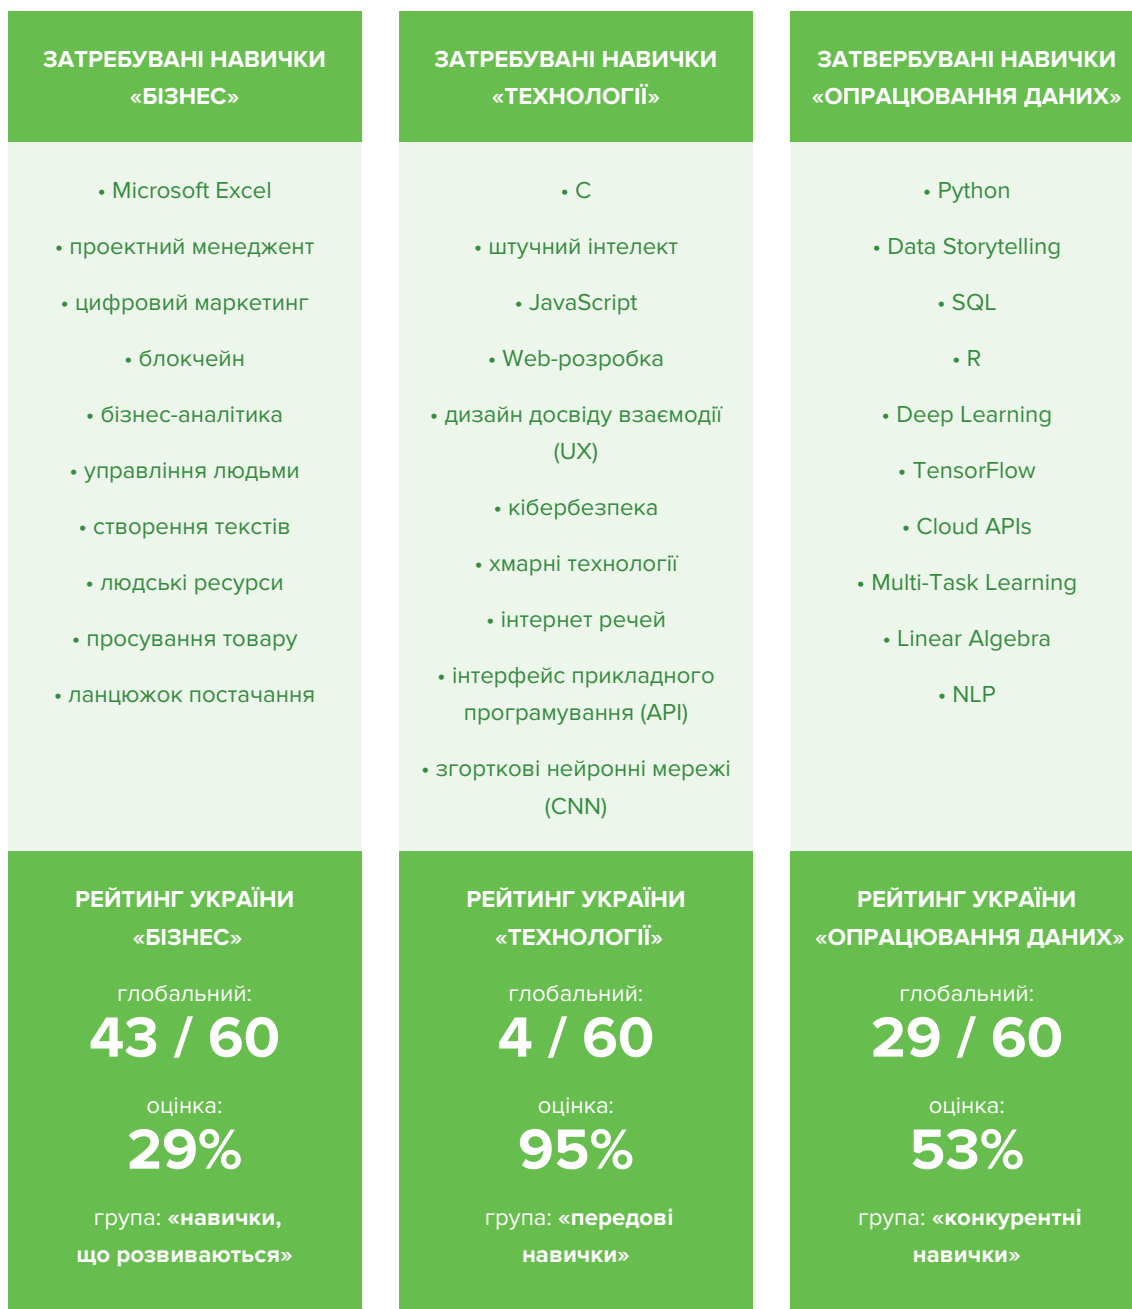 ЗАТРЕБУВАНІ НАВИЧКИ
«БІЗНЕС»
• Microsoft Excel
• проектний менеджент
• цифровий маркетинг
• блокчейн
• бізнес-аналітика
• управління людьми
• створення текстів
• людські ресурси
• просування товару
• ланцюжок постачання
РЕЙТИНГ УКРАЇНИ
«БІЗНЕС»
глобальний:
43 / 60
оцінка:
29%
група: «навички,
що розвиваються»
ЗАТРЕБУВАНІ НАВИЧКИ
«ТЕХНОЛОГІЇ»
• C
• штучний інтелект
• JavaScript
• Web-розробка
• дизайн досвіду взаємодії
(UX)
• кібербезпека
• хмарні технології
• інтернет речей
• інтерфейс прикладного
програмування (API)
• згорткові нейронні мережі
(CNN)
РЕЙТИНГ УКРАЇНИ
«ТЕХНОЛОГІЇ»
глобальний:
4 / 60
оцінка:
95%
група: «передові
навички»
ЗАТВЕРБУВАНІ НАВИЧКИ
«ОПРАЦЮВАННЯ ДАНИХ»
• Python
• Data Storytelling
• SQL
• R
• Deep Learning
• TensorFlow
• Cloud APIs
• Multi-Task Learning
• Linear Algebra
• NLP
РЕЙТИНГ УКРАЇНИ
«ОПРАЦЮВАННЯ ДАНИХ»
глобальний:
29 / 60
оцінка:
53%
група: «конкурентні
навички»